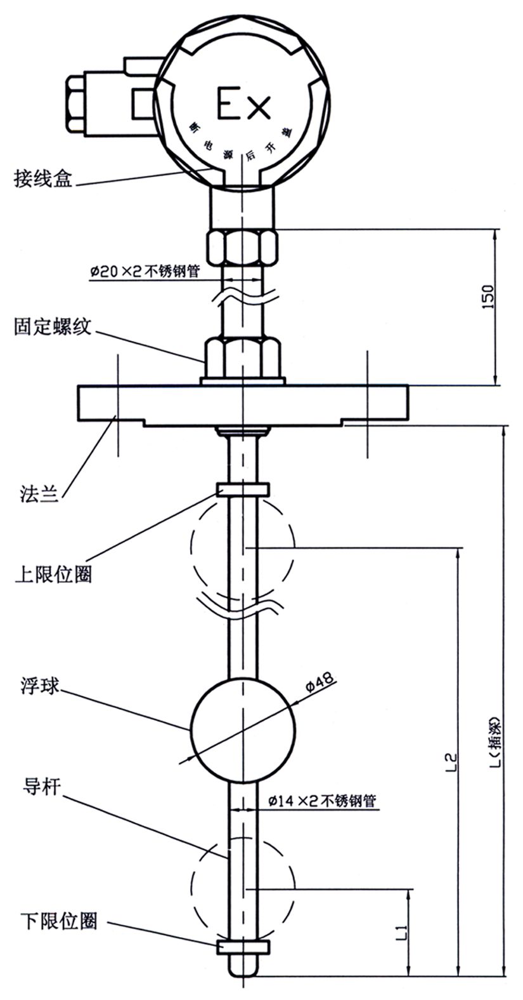 Ex
断电源后开盖
接线盒
Ø20×2不锈钢管
150
固定螺纹
法兰
上限位圈
浮球
Ø48
L2
L(插深)
导杆
Ø14×2不锈钢管
下限位圈
L1